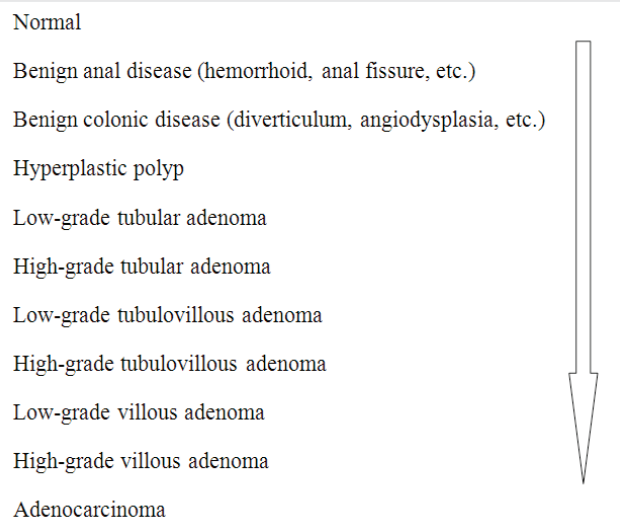 Normal
Benign anal disease (hemorrhoid, anal fissure, etc.)
Benign colonic disease (diverticulum, angiodysplasia, etc.)
Hyperplastic polyp
Low-grade tubular adenoma
High-grade tubular adenoma
Low-grade tubulovillous adenoma
High-grade tubulovillous adenoma
Low-grade villous adenoma
High-grade villous adenoma
Adenocarcinoma